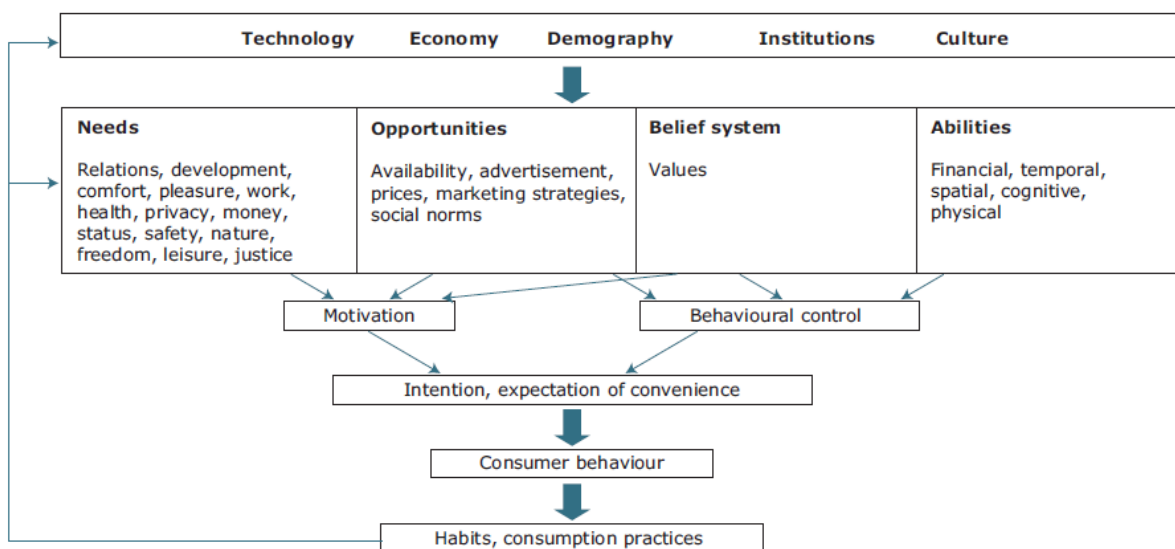 Technology Economy Demography Institutions Culture
Needs
Relations, development,
comfort, pleasure, work,
health, privacy, money,
status, safety, nature,
freedom, leisure, justice
Opportunities
Availability, advertisement,
prices, marketing strategies,
social norms
Belief system
Values
Abilities
Financial, temporal,
spatial, cognitive,
physical
Motivation
Behavioural control
Intention, expectation of convenience
Consumer behaviour
Habits, consumption practices